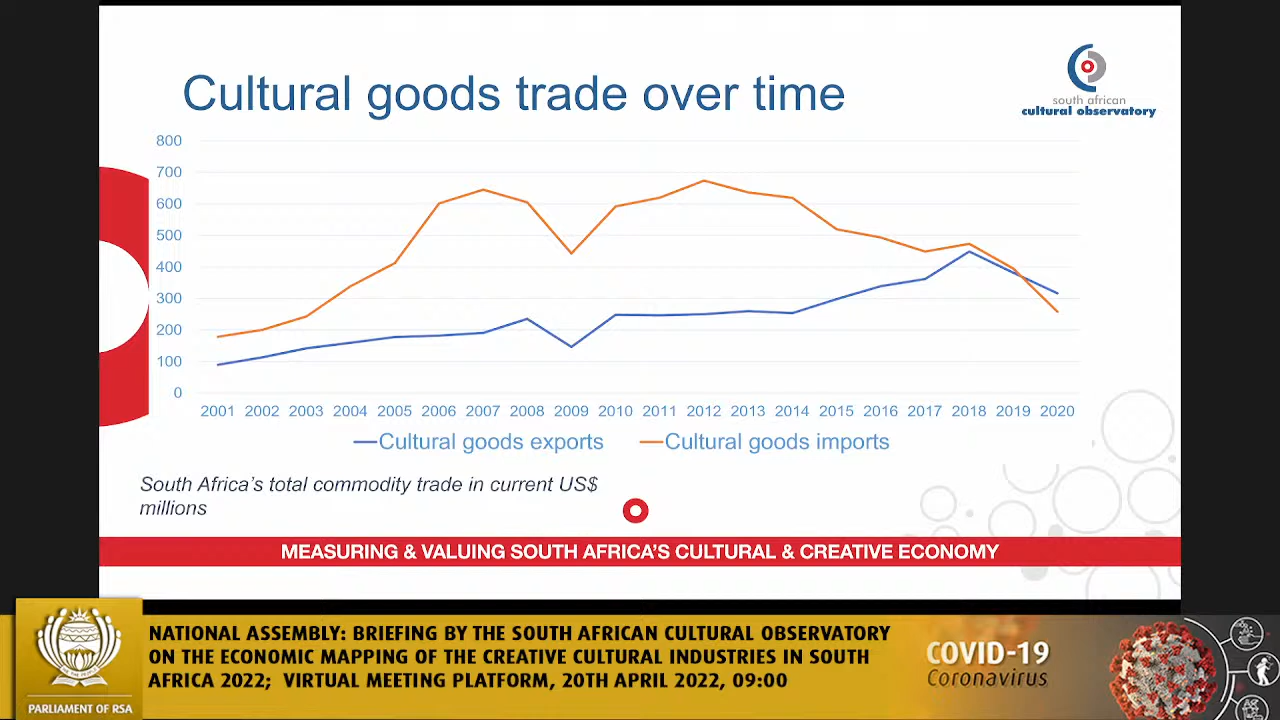 Cultural goods trade over time
south african
cultural observatory
800
700
600
500
400
300
200
100
0
2001 2002 2003 2004 2005 2006 2007 2008 2009 2010 2011 2012 2013 2014 2015 2016 2017 2018 2019 2020
Cultural goods exports Cultural goods imports
South Africa's total commodity trade in current US$
millions
MEASURING & VALUING SOUTH AFRICA'S CULTURAL & CREATIVE ECONOMY
PARLIAMENT OF RSA
NATIONAL ASSEMBLY: BRIEFING BY THE SOUTH AFRICAN CULTURAL OBSERVATORY
ON THE ECONOMIC MAPPING OF THE CREATIVE CULTURAL INDUSTRIES IN SOUTH
AFRICA 2022; VIRTUAL MEETING PLATFORM, 20TH APRIL 2022, 09:00
COVID-19
Coronavirus